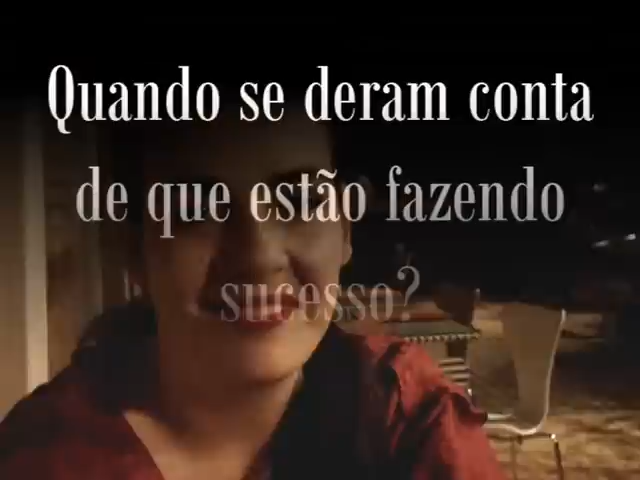 Quando se deram conta
de que estão fazendo
sucesso?